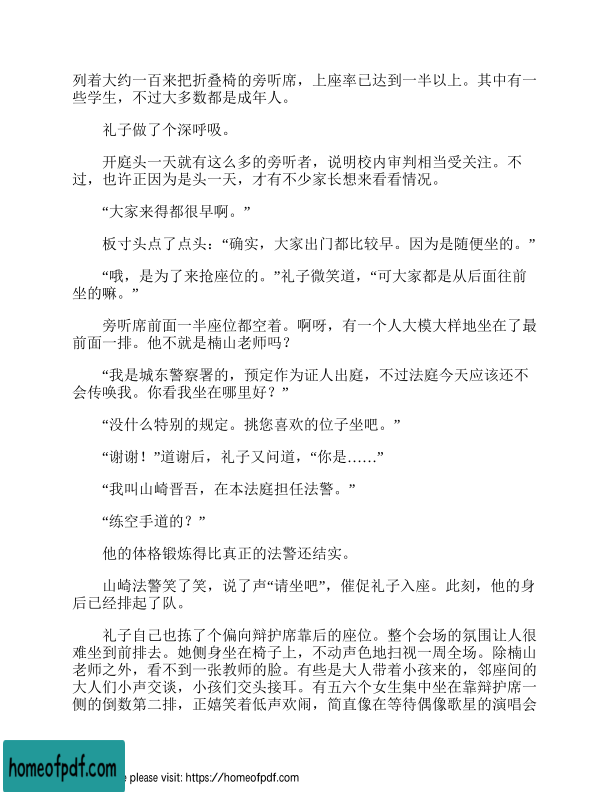 列着大约一百来把折叠椅的旁听席，上座率已达到一半以上。其中有一
些学生，不过大多数都是成年人。
礼子做了个深呼吸。
开庭头一天就有这么多的旁听者，说明校内审判相当受关注。不
过，也许正因为是头一天，才有不少家长想来看看情况。
“大家来得都很早啊。”
板寸头点了点头：“确实，大家出门都比较早。因为是随便坐的。”
“哦，是为了来抢座位的。”礼子微笑道，“可大家都是从后面往前
坐的嘛。”
旁听席前面一半座位都空着。啊呀，有一个人大模大样地坐在了最
前面一排。他不就是楠山老师吗？
“我是城东警察署的，预定作为证人出庭，不过法庭今天应该还不
会传唤我。你看我坐在哪里好？”
“没什么特别的规定。挑您喜欢的位子坐吧。”
“谢谢！”道谢后，礼子又问道，“你是……”
“我叫山崎晋吾，在本法庭担任法警。”
“练空手道的？”
他的体格锻炼得比真正的法警还结实。
山崎法警笑了笑，说了声“请坐吧”，催促礼子入座。此刻，他的身
后已经排起了队。
礼子自己也拣了个偏向辩护席靠后的座位。整个会场的氛围让人很
难坐到前排去。她侧身坐在椅子上，不动声色地扫视一周全场。除楠山
老师之外，看不到一张教师的脸。有些是大人带着小孩来的，邻座间的
大人们小声交谈，小孩们交头接耳。有五六个女生集中坐在靠辩护席一
侧的倒数第二排，正嬉笑着低声欢闹，简直像在等待偶像歌星的演唱会
homeofpdf.com
e please visit: https://homeofpdf.com